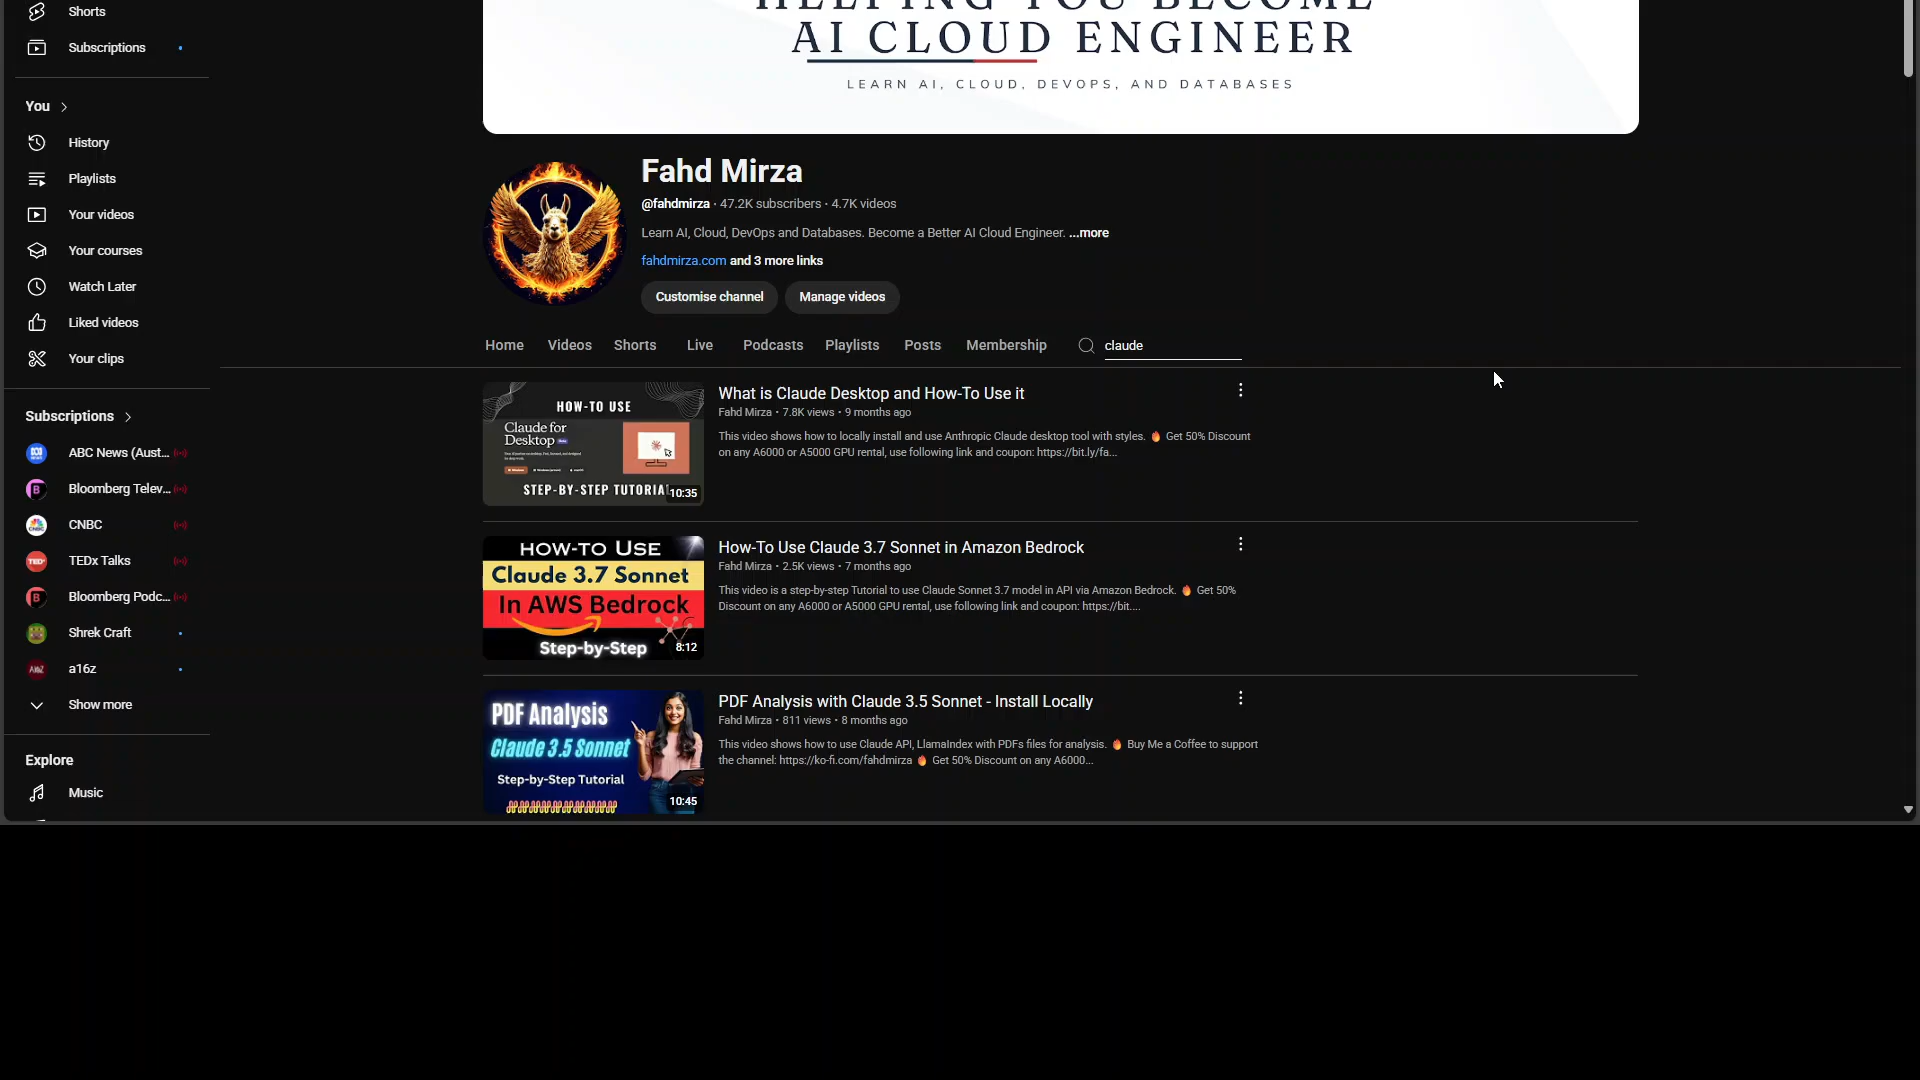 Shorts
Subscriptions
You
History
Playlists
Your videos
Your courses
Watch Later
Liked videos
Your clips
Subscriptions
ABC News (Aust...
Bloomberg Telev...
CNBC
TEDx Talks
Bloomberg Podc...
Shrek Craft
a16z
Show more
Explore
Music
HELPING YOU BECOME
AI CLOUD ENGINEER
LEARN AI, CLOUD, DEVOPS, AND DATABASES
Fahd Mirza
@fahdmirza · 47.2K subscribers · 4.7K videos
Learn AI, Cloud, DevOps and Databases. Become a Better AI Cloud Engineer. ...more
fahdmirza.com and 3 more links
Customise channel Manage videos
Home Videos Shorts Live Podcasts Playlists Posts Membership claude
HOW-TO USE
Claude for
Desktop
STEP-BY-STEP TUTORIAL
10:35
What is Claude Desktop and How-To Use it
Fahd Mirza • 7.8K views • 9 months ago
This video shows how to locally install and use Anthropic Claude desktop tool with styles. 🔥 Get 50% Discount
on any A6000 or A5000 GPU rental, use following link and coupon: https://bit.ly/fa...
HOW-TO USE
Claude 3.7 Sonnet
In AWS Bedrock
Step-by-Step
8:12
How-To Use Claude 3.7 Sonnet in Amazon Bedrock
Fahd Mirza • 2.5K views • 7 months ago
This video is a step-by-step Tutorial to use Claude Sonnet 3.7 model in API via Amazon Bedrock. 🔥 Get 50%
Discount on any A6000 or A5000 GPU rental, use following link and coupon: https://bit....
PDF Analysis
Claude 3.5 Sonnet
Step-by-Step Tutorial
10:45
PDF Analysis with Claude 3.5 Sonnet - Install Locally
Fahd Mirza • 811 views • 8 months ago
This video shows how to use Claude API, LlamaIndex with PDFs files for analysis. 🔥 Buy Me a Coffee to support
the channel: https://ko-fi.com/fahdmirza 🔥 Get 50% Discount on any A6000...